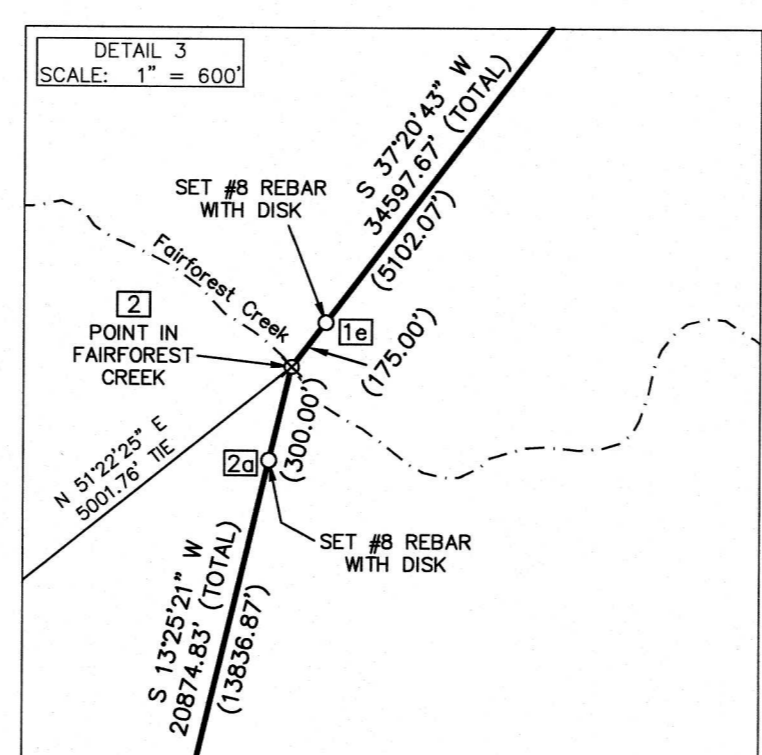 DETAIL 3
SCALE: 1" = 600'
S 37°20'43" W
34597.67' (TOTAL)
(5102.07')
SET #8 REBAR
WITH DISK
Fairforest Creek
2
POINT IN
FAIRFOREST
CREEK
1e
(175.00')
(300.00')
N 51°22'25" E
5001.76' TIE
2a
SET #8 REBAR
WITH DISK
S 13°25'21" W
20874.83' (TOTAL)
(13836.87')